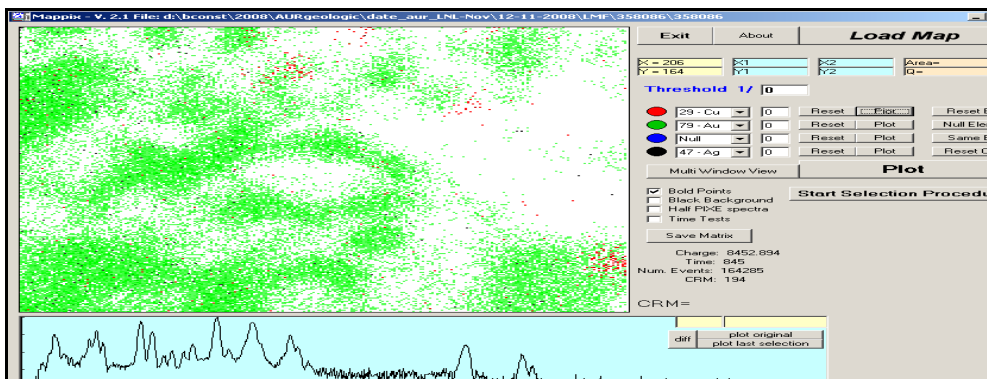 Mappix - V. 2.1 File: d:\bconst\2008\AURgeologic\date_aur_LNL-Nov\12-11-2008\LMF\358086\358086
Exit About Load Map
X = 206 X1 X2 Area=
Y = 164 Y1 Y2 Q=
Threshold 1/ 0
29 - Cu 0 Reset Plot Reset
79 - Au 0 Reset Plot Null
Null 0 Reset Plot Same
47 - Ag 0 Reset Plot Reset
Multi Window View Plot
Bold Points
Black Background
Half PIXE spectra
Time Tests
Start Selection
Save Matrix
Charge: 8452.894
Time: 845
Num. Events: 164285
CRM: 194
CRM=
diff plot original
plot last selection